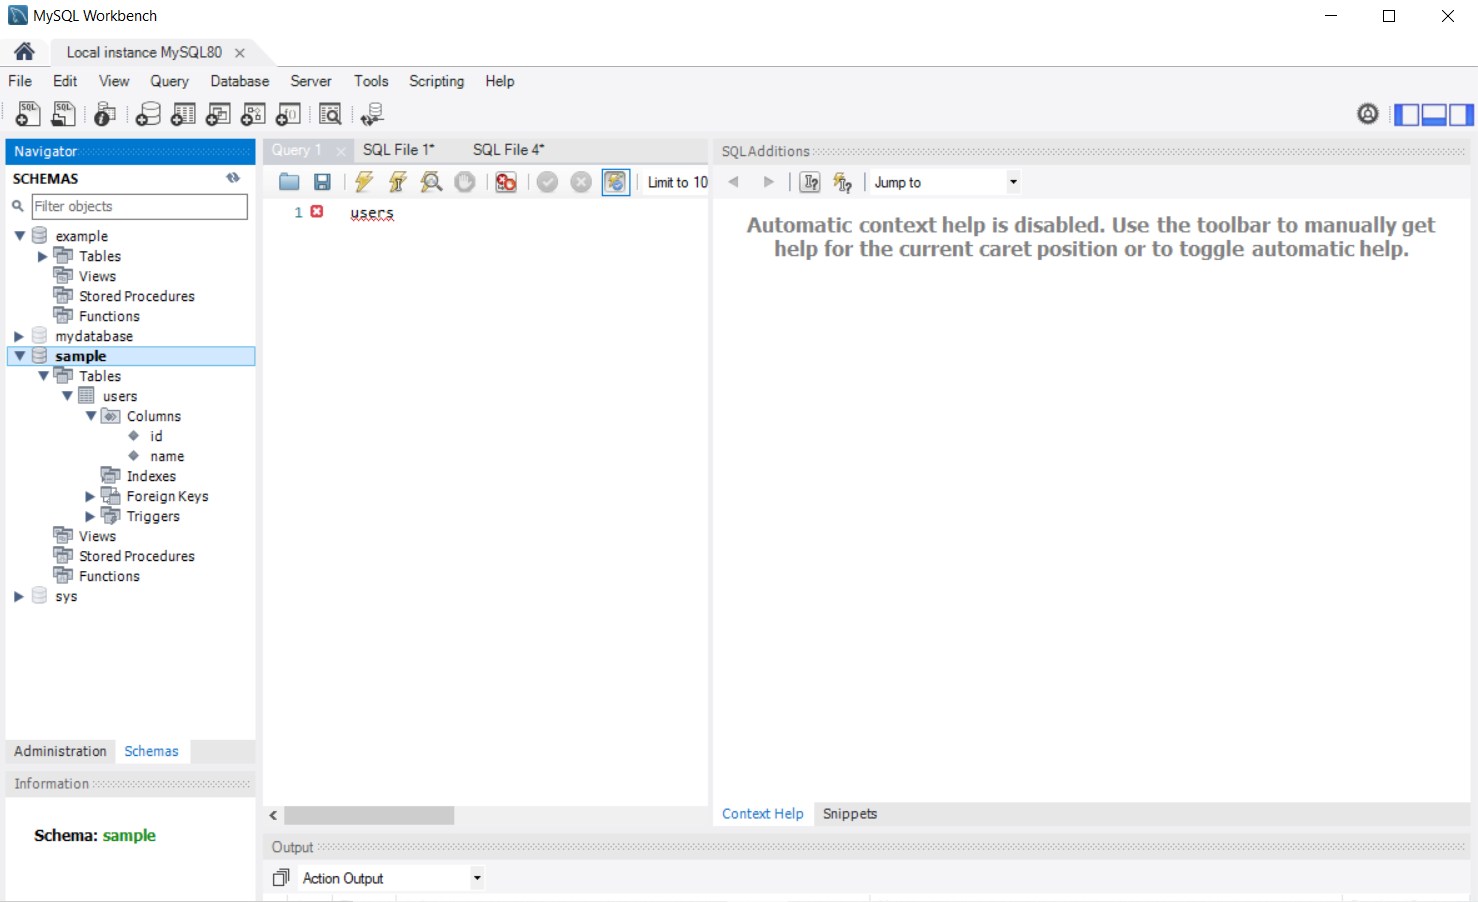 MySQL Workbench
Local instance MySQL80
File Edit View Query Database Server Tools Scripting Help
Navigator
SCHEMAS
Filter objects
example
Tables
Views
Stored Procedures
Functions
mydatabase
sample
Tables
users
Columns
id
name
Indexes
Foreign Keys
Triggers
Views
Stored Procedures
Functions
sys
Administration Schemas
Information
Schema: sample
Query 1 SQL File 1* SQL File 4*
Limit to 10
1 users
SQLAdditions
Jump to
Automatic context help is disabled. Use the toolbar to manually get
help for the current caret position or to toggle automatic help.
Context Help Snippets
Output
Action Output